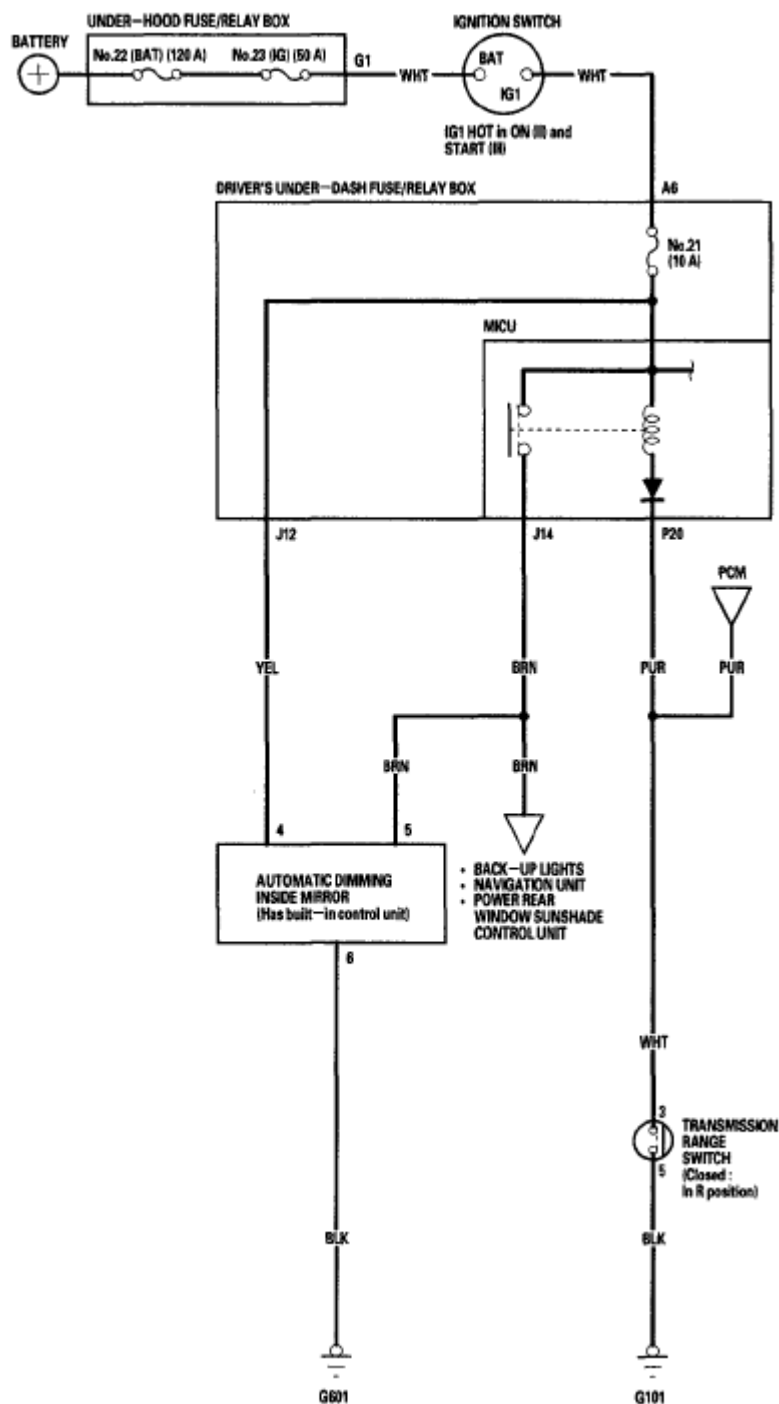 UNDER-HOOD FUSE/RELAY BOX
IGNITION SWITCH
BATTERY
No.22 (BAT) (120 A)
No.23 (IG) (50 A)
G1
WHT
BAT
IG1
WHT
IG1 HOT in ON (II) and
START (III)
DRIVER'S UNDER-DASH FUSE/RELAY BOX
A6
No.21
(10 A)
MICU
J12
J14
P20
PCM
YEL
BRN
PUR
PUR
BRN
BRN
4
5
AUTOMATIC DIMMING
INSIDE MIRROR
(Has built-in control unit)
• BACK-UP LIGHTS
• NAVIGATION UNIT
• POWER REAR
WINDOW SUNSHADE
CONTROL UNIT
6
WHT
3
TRANSMISSION
RANGE
SWITCH
(Closed :
In R position)
5
BLK
BLK
G601
G101